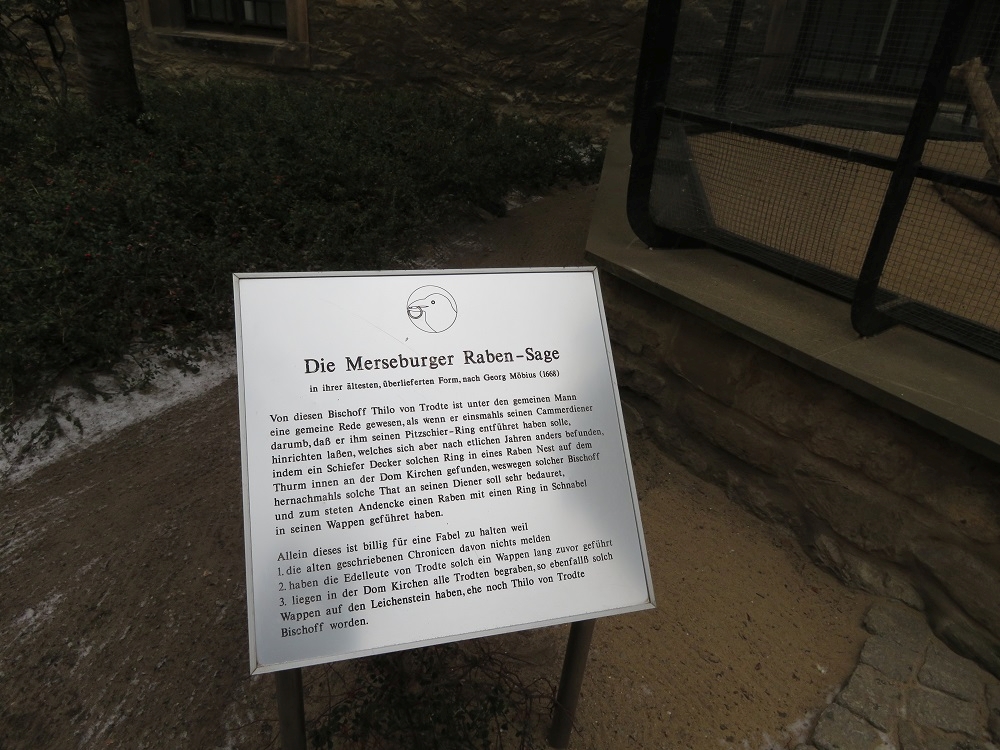 Die Merseburger Raben-Sage
in ihrer ältesten, überlieferten Form, nach Georg Möbius (1668)
Von diesen Bischoff Thilo von Trodte ist unter den gemeinen Mann
eine gemeine Rede gewesen, als wenn er einsmahls seinen Cammerdiener
darumb, daß er ihm seinen Pitzschier-Ring entführet haben solle,
hinrichten laßen, welches sich aber nach etlichen Jahren anders befunden,
indem ein Schiefer Decker solchen Ring in eines Raben Nest auf dem
Thurm innen an der Dom Kirchen gefunden, weswegen solcher Bischoff
hernachmahls solche That an seinen Diener soll sehr bedauret,
und zum steten Andencke einen Raben mit einen Ring in Schnabel
in seinen Wappen geführet haben.
Allein dieses ist billig für eine Fabel zu halten weil
1. die alten geschriebenen Chronicen davon nichts melden
2. haben die Edelleute von Trodte solch ein Wappen lang zuvor geführt
3. liegen in der Dom Kirchen alle Trodten begraben, so ebenfallß solch
Wappen auf den Leichenstein haben, ehe noch Thilo von Trodte
Bischoff worden.